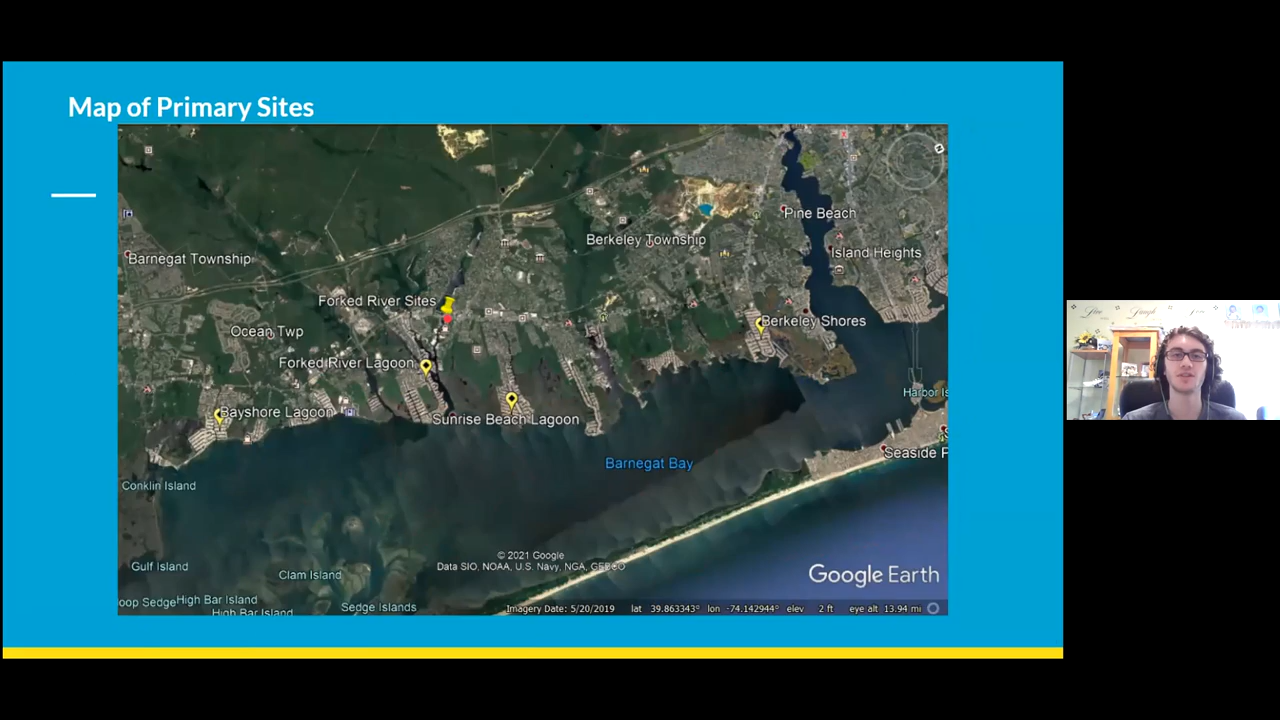 Map of Primary Sites
Pine Beach
Berkeley Township
Island Heights
Barnegat Township
Forked River Sites
Berkeley Shores
Ocean Twp
Forked River Lagoon
Harbor Is
Bayshore Lagoon
Sunrise Beach Lagoon
Seaside P
Barnegat Bay
Conklin Island
© 2021 Google
Data SIO, NOAA, U.S. Navy, NGA, GEBCO
Gulf Island
Clam Island
Google Earth
oop Sedge
High Bar Island
High Bar Island
Sedge Islands
Imagery Date: 5/20/2019 lat 39.863343° lon -74.142944° elev 2 ft eye alt 13.94 mi